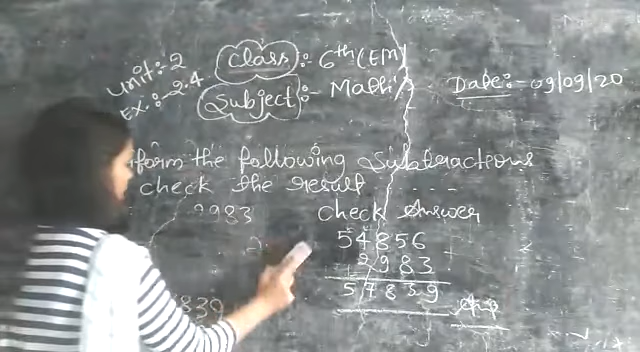 Unit:-2
Class:- 6th (EM)
Ex:-2.4
Subject:- Maths
Date:- 09/09/20
form the following Subtractions
check the result
9983
Check Answer
54856
2983
57839
839